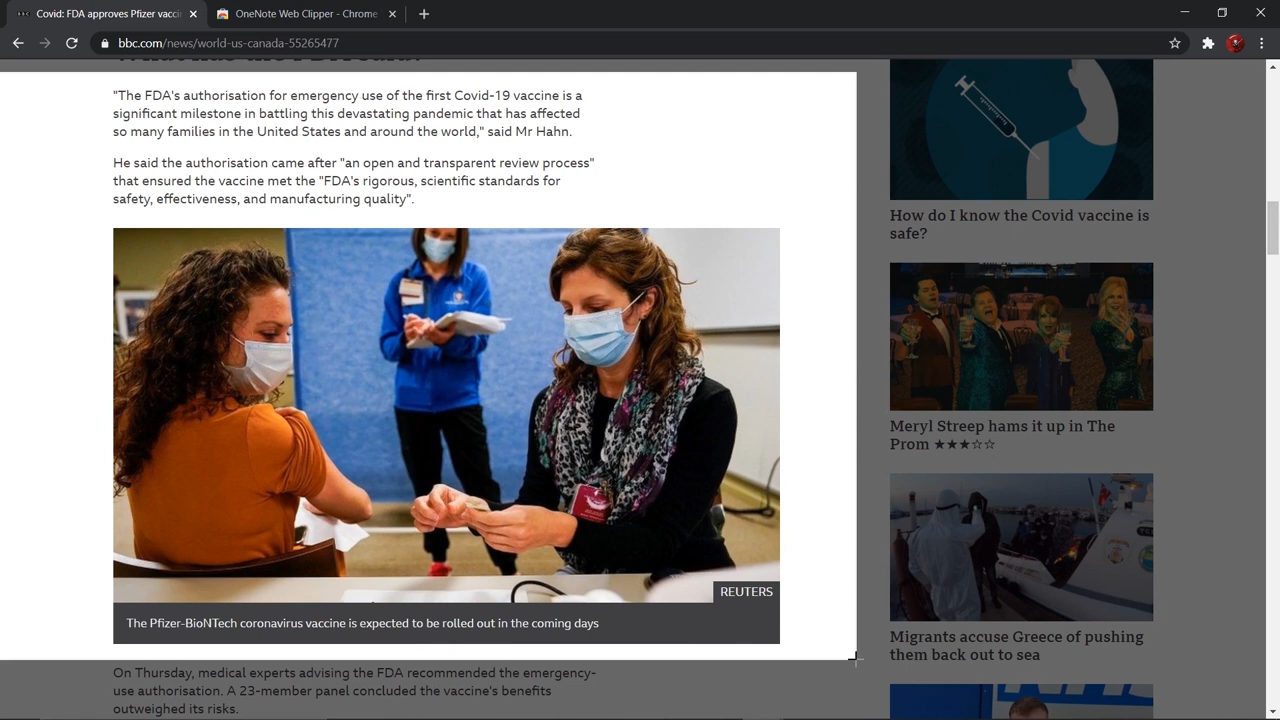 Covid: FDA approves Pfizer vacci
OneNote Web Clipper - Chrome
bbc.com/news/world-us-canada-55265477
"The FDA's authorisation for emergency use of the first Covid-19 vaccine is a
significant milestone in battling this devastating pandemic that has affected
so many families in the United States and around the world," said Mr Hahn.
He said the authorisation came after "an open and transparent review process"
that ensured the vaccine met the "FDA's rigorous, scientific standards for
safety, effectiveness, and manufacturing quality".
REUTERS
The Pfizer-BioNTech coronavirus vaccine is expected to be rolled out in the coming days
On Thursday, medical experts advising the FDA recommended the emergency-
use authorisation. A 23-member panel concluded the vaccine's benefits
outweighed its risks.
How do I know the Covid vaccine is
safe?
Meryl Streep hams it up in The
Prom ★★★☆☆
Migrants accuse Greece of pushing
them back out to sea